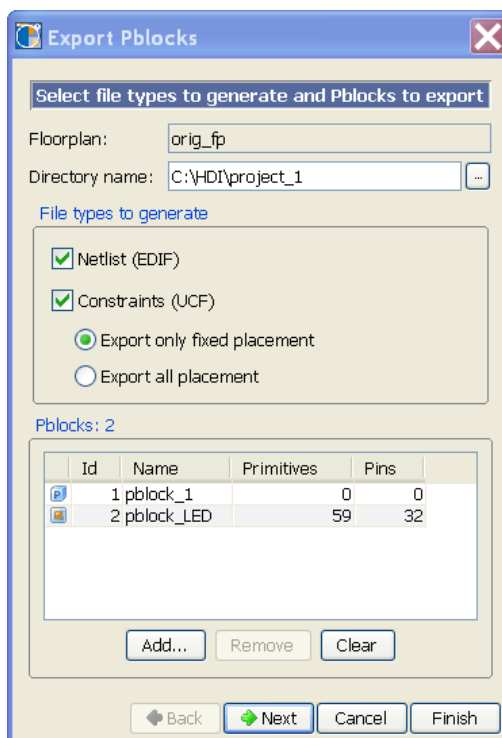 Export Pblocks
Select file types to generate and Pblocks to export
Floorplan: orig_fp
Directory name: C:\HDI\project_1 ...
File types to generate
Netlist (EDIF)
Constraints (UCF)
Export only fixed placement
Export all placement
Pblocks: 2
Id Name Primitives Pins
P 1 pblock_1 0 0
2 pblock_LED 59 32
Add... Remove Clear
Back Next Cancel Finish